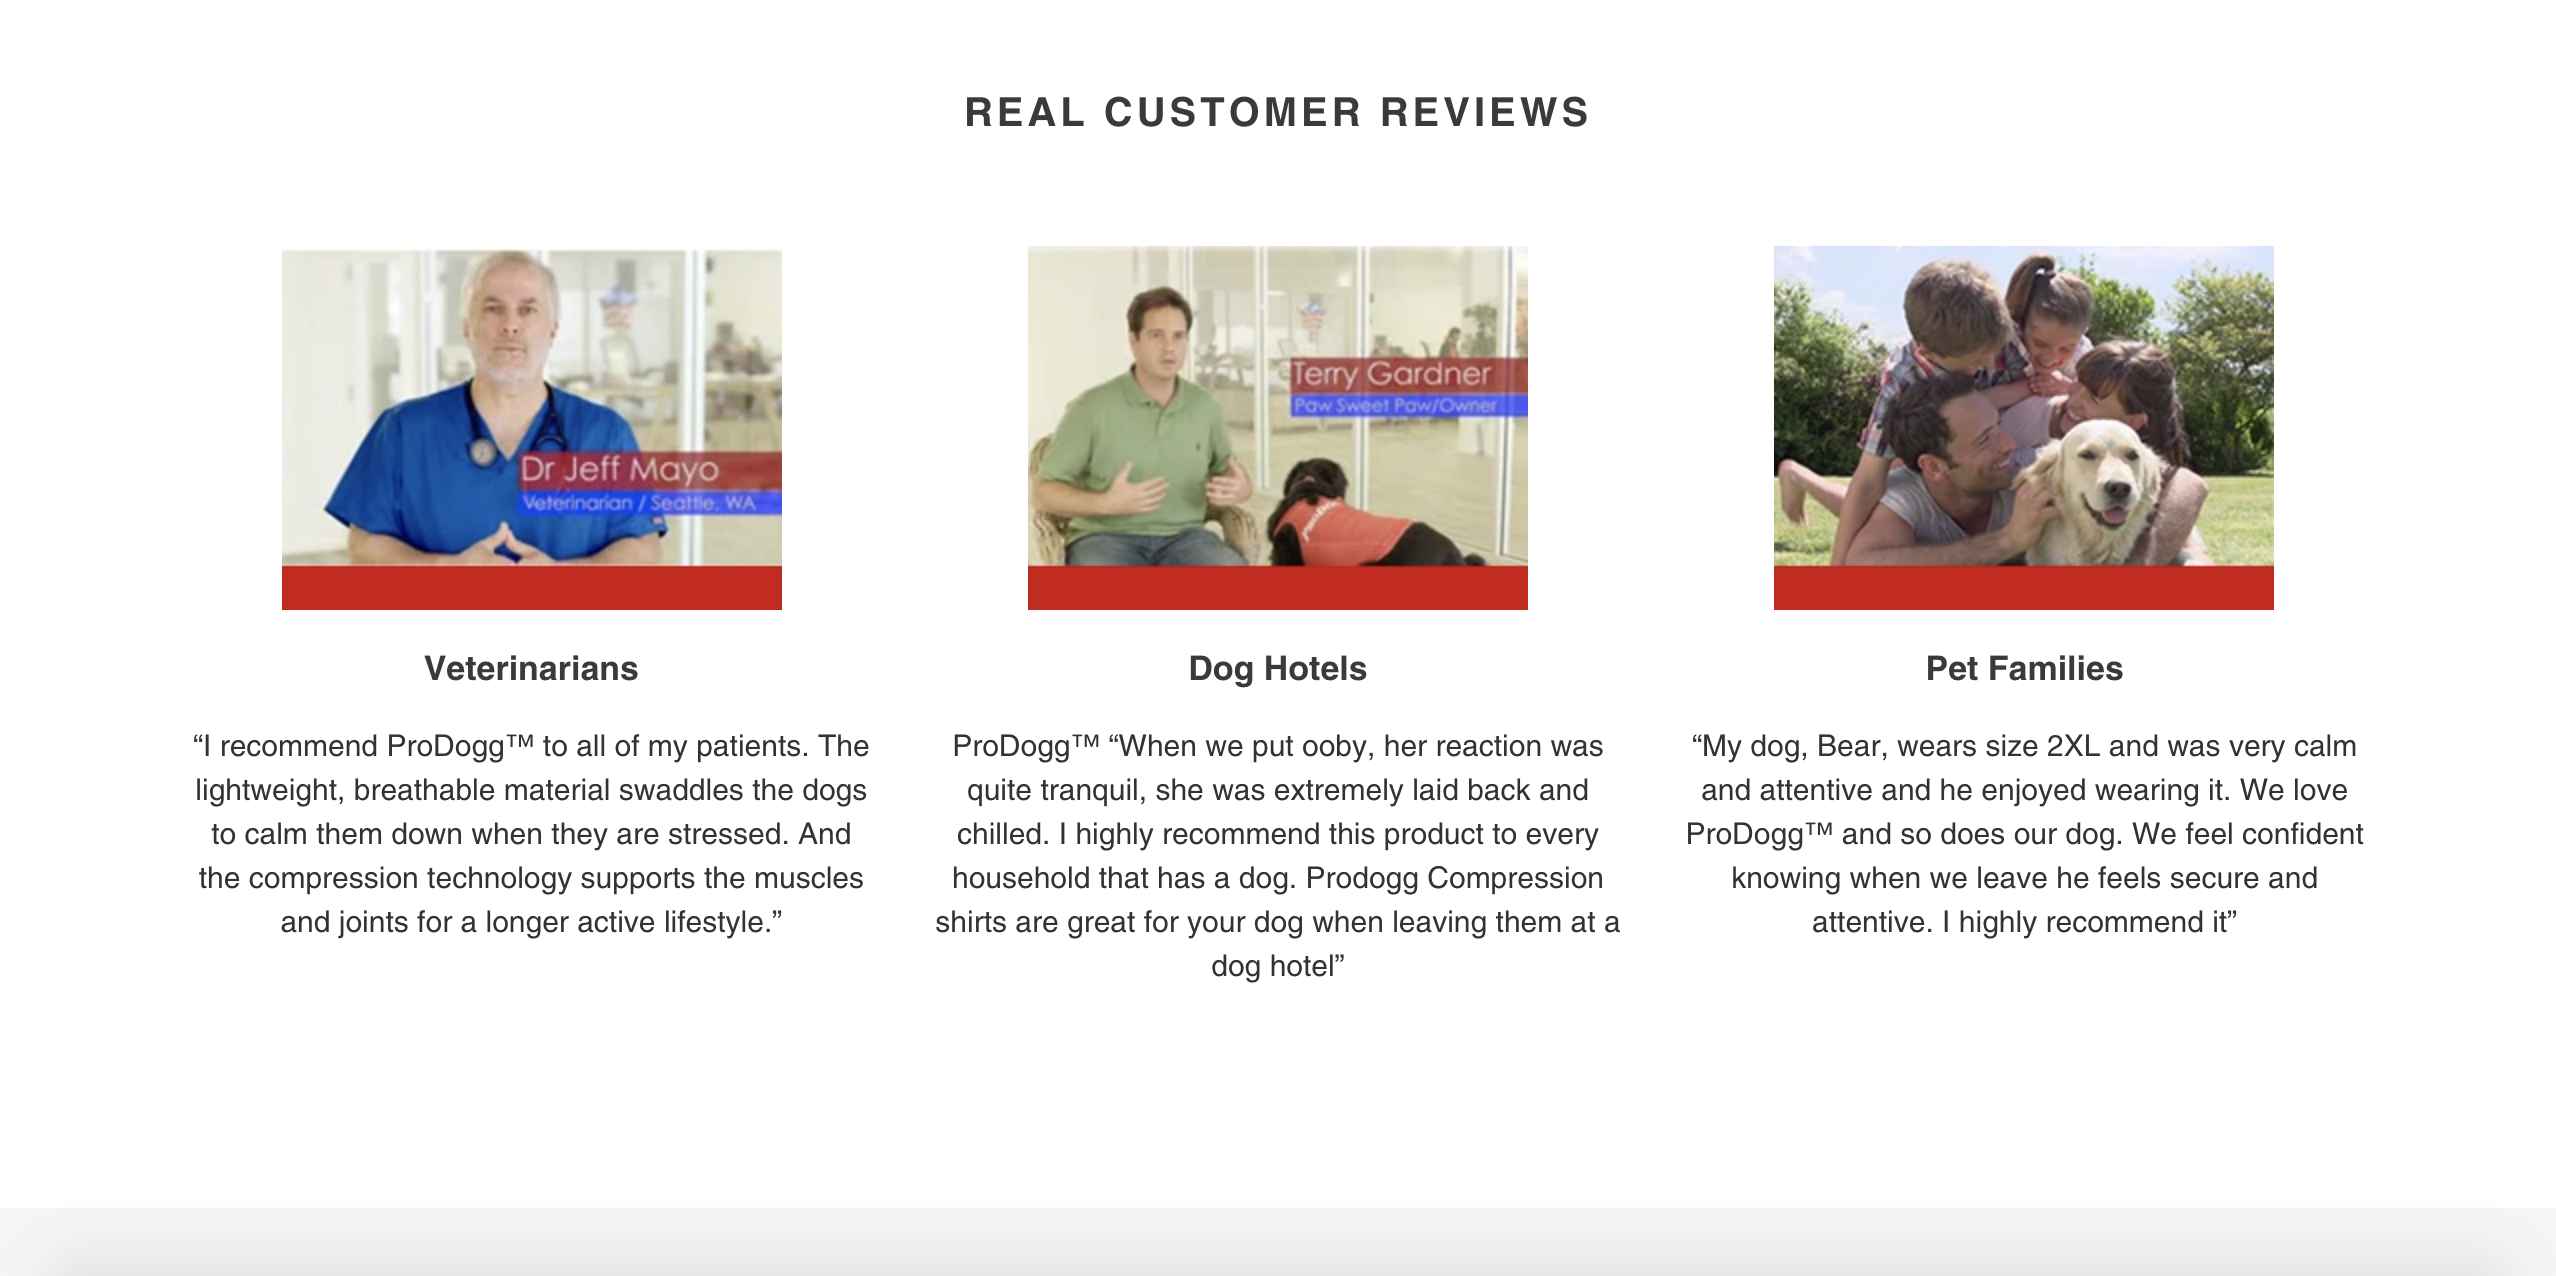 REAL CUSTOMER REVIEWS
Dr Jeff Mayo
Veterinarian / Seattle, WA
Terry Gardner
Paw Sweet Paw/Owner
Veterinarians
“I recommend ProDogg™ to all of my patients. The
lightweight, breathable material swaddles the dogs
to calm them down when they are stressed. And
the compression technology supports the muscles
and joints for a longer active lifestyle.”
Dog Hotels
ProDogg™ “When we put ooby, her reaction was
quite tranquil, she was extremely laid back and
chilled. I highly recommend this product to every
household that has a dog. Prodogg Compression
shirts are great for your dog when leaving them at a
dog hotel”
Pet Families
“My dog, Bear, wears size 2XL and was very calm
and attentive and he enjoyed wearing it. We love
ProDogg™ and so does our dog. We feel confident
knowing when we leave he feels secure and
attentive. I highly recommend it”